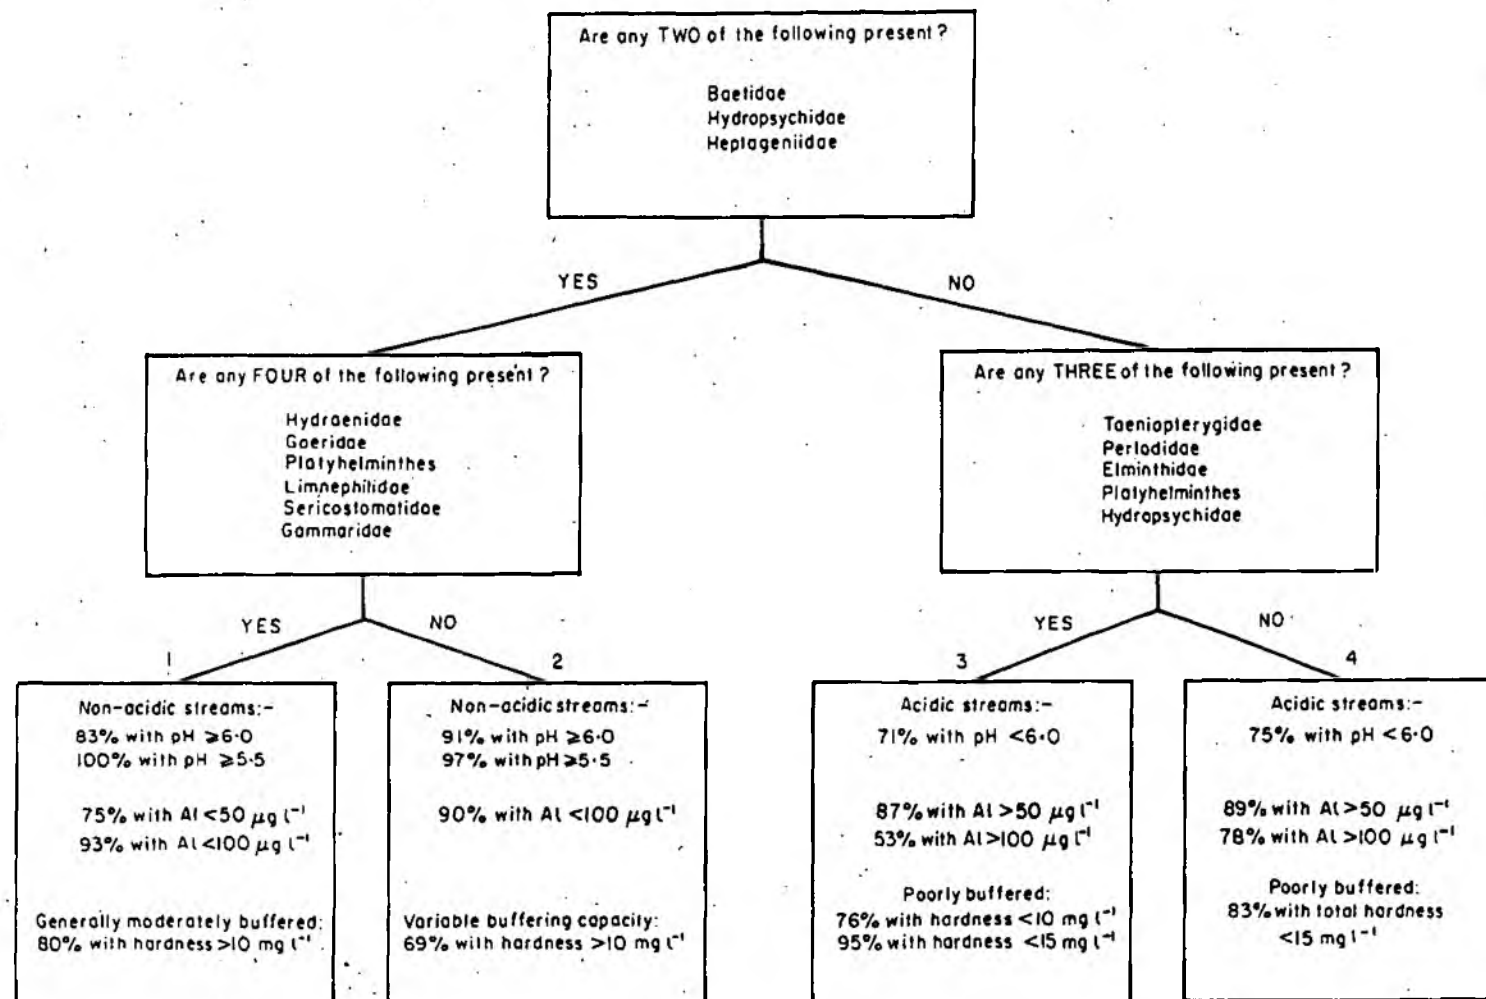 Are any TWO of the following present?
Baetidae
Hydropsychidae
Heptageniidae
YES
NO
Are any FOUR of the following present?
Hydraenidae
Goeridae
Platyhelminthes
Limnephilidae
Sericostomatidae
Gammaridae
Are any THREE of the following present?
Taeniopterygidae
Perlodidae
Elminthidae
Platyhelminthes
Hydropsychidae
YES
NO
YES
NO
1
Non-acidic streams:-
83% with pH ≥6·0
100% with pH ≥5·5
75% with Al <50 μg l⁻¹
93% with Al <100 μg l⁻¹
Generally moderately buffered:
80% with hardness >10 mg l⁻¹
2
Non-acidic streams:-
91% with pH ≥6·0
97% with pH ≥5·5
90% with Al <100 μg l⁻¹
Variable buffering capacity:
69% with hardness >10 mg l⁻¹
3
Acidic streams:-
71% with pH <6·0
87% with Al >50 μg l⁻¹
53% with Al >100 μg l⁻¹
Poorly buffered:
76% with hardness <10 mg l⁻¹
95% with hardness <15 mg l⁻¹
4
Acidic streams:-
75% with pH <6·0
89% with Al >50 μg l⁻¹
78% with Al >100 μg l⁻¹
Poorly buffered:
83% with total hardness
<15 mg l⁻¹